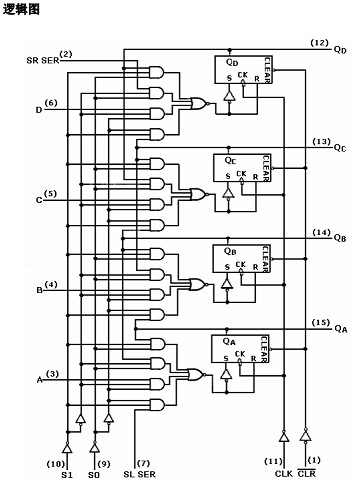 逻辑图
(12) QD
SR SER (2)
QD CLEAR
S CK R
D (6)
(13) QC
QC CLEAR
S CK R
C (5)
(14) QB
QB CLEAR
S CK R
B (4)
(15) QA
QA CLEAR
S CK R
A (3)
(10) (9) (7) (11) (1)
S1 S0 SL SER CLK CLR